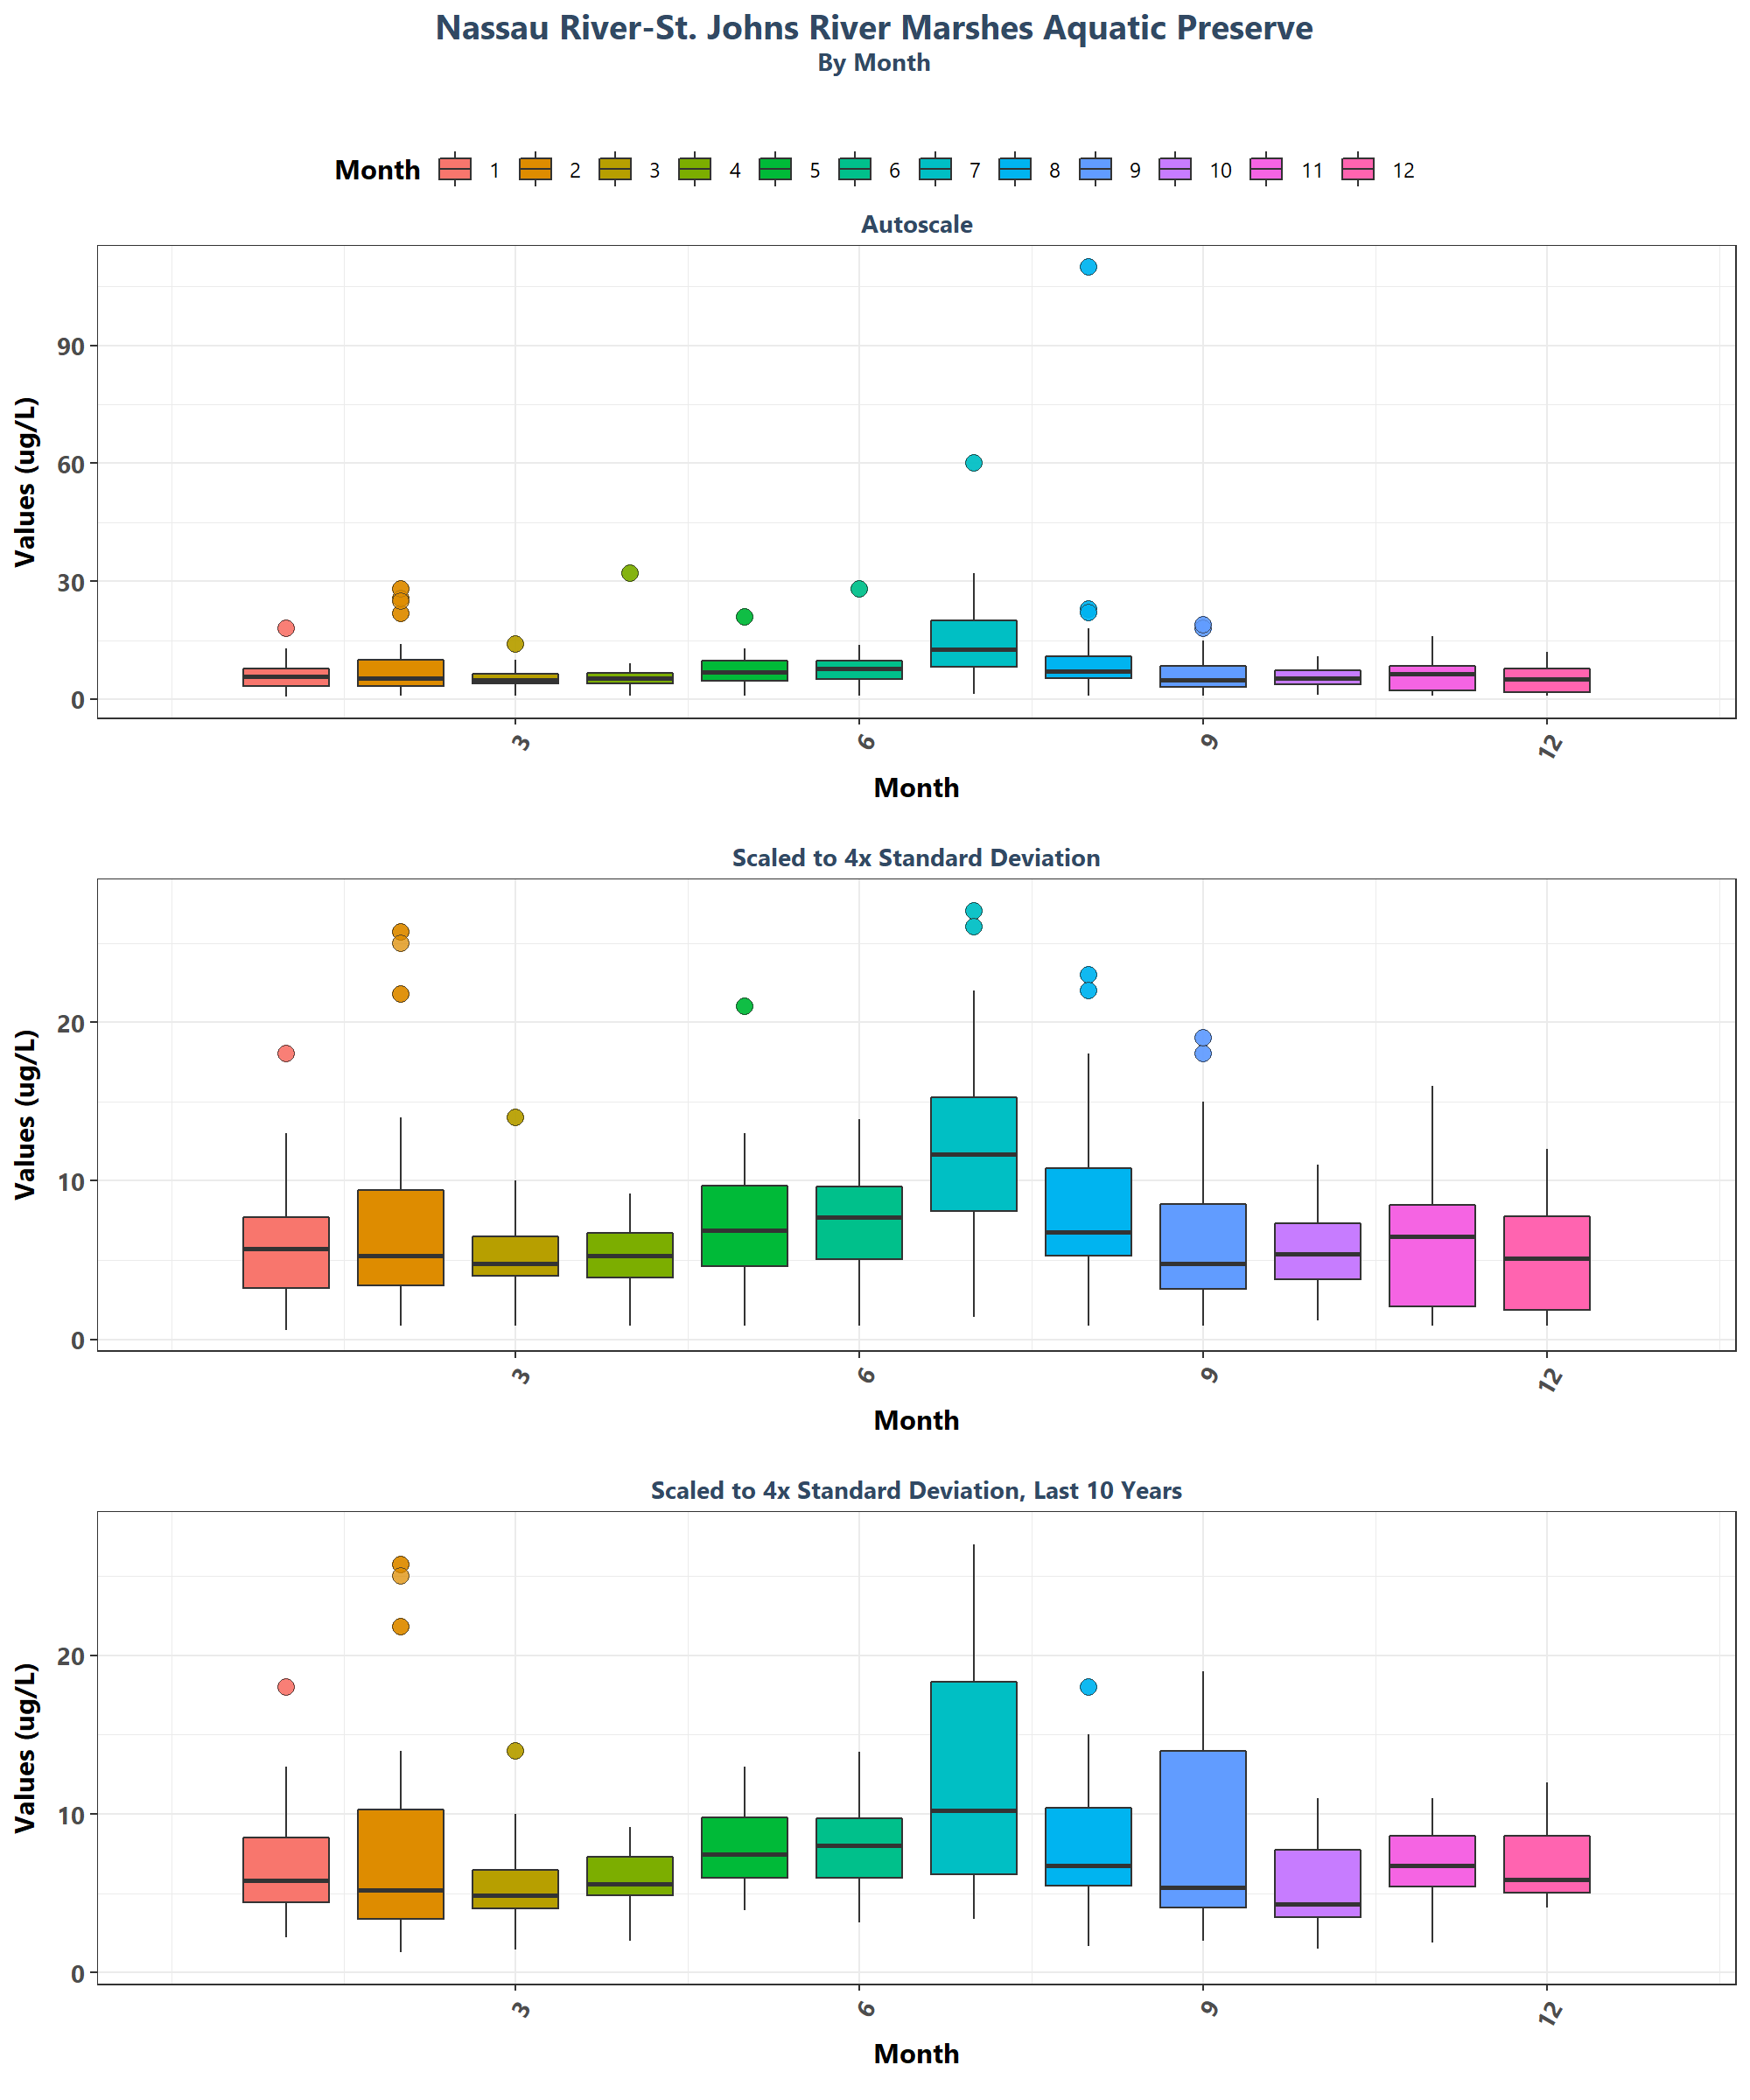 Nassau River-St. Johns River Marshes Aquatic Preserve
By Month
Month 1 2 3 4 5 6 7 8 9 10 11 12
Autoscale
Values (ug/L)
90
60
30
0
3 6 9 12
Month
Scaled to 4x Standard Deviation
Values (ug/L)
20
10
0
3 6 9 12
Month
Scaled to 4x Standard Deviation, Last 10 Years
Values (ug/L)
20
10
0
3 6 9 12
Month